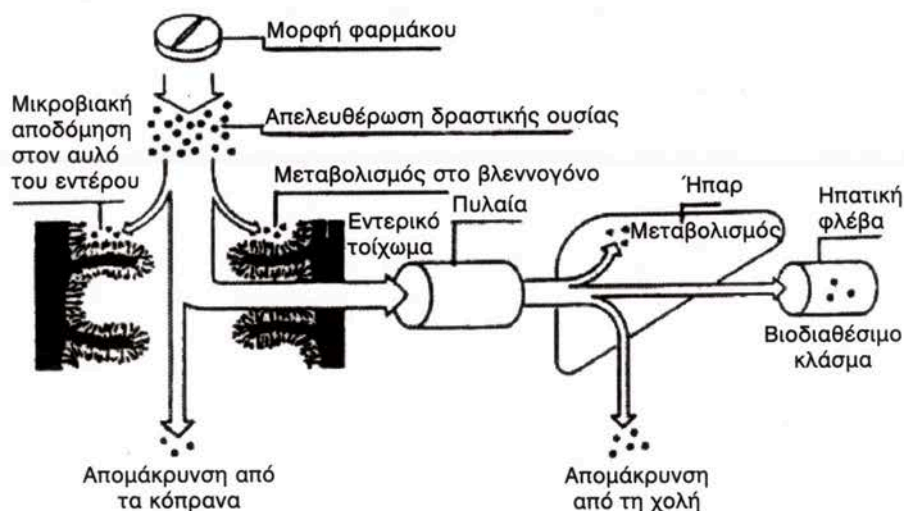 Μορφή φαρμάκου
Μικροβιακή
αποδόμηση
στον αυλό
του εντέρου
Απελευθέρωση δραστικής ουσίας
Μεταβολισμός στο βλεννογόνο
Εντερικό
τοίχωμα
Πυλαία
Ήπαρ
Μεταβολισμός
Ηπατική
φλέβα
Βιοδιαθέσιμο
κλάσμα
Απομάκρυνση από
τα κόπρανα
Απομάκρυνση
από τη χολή